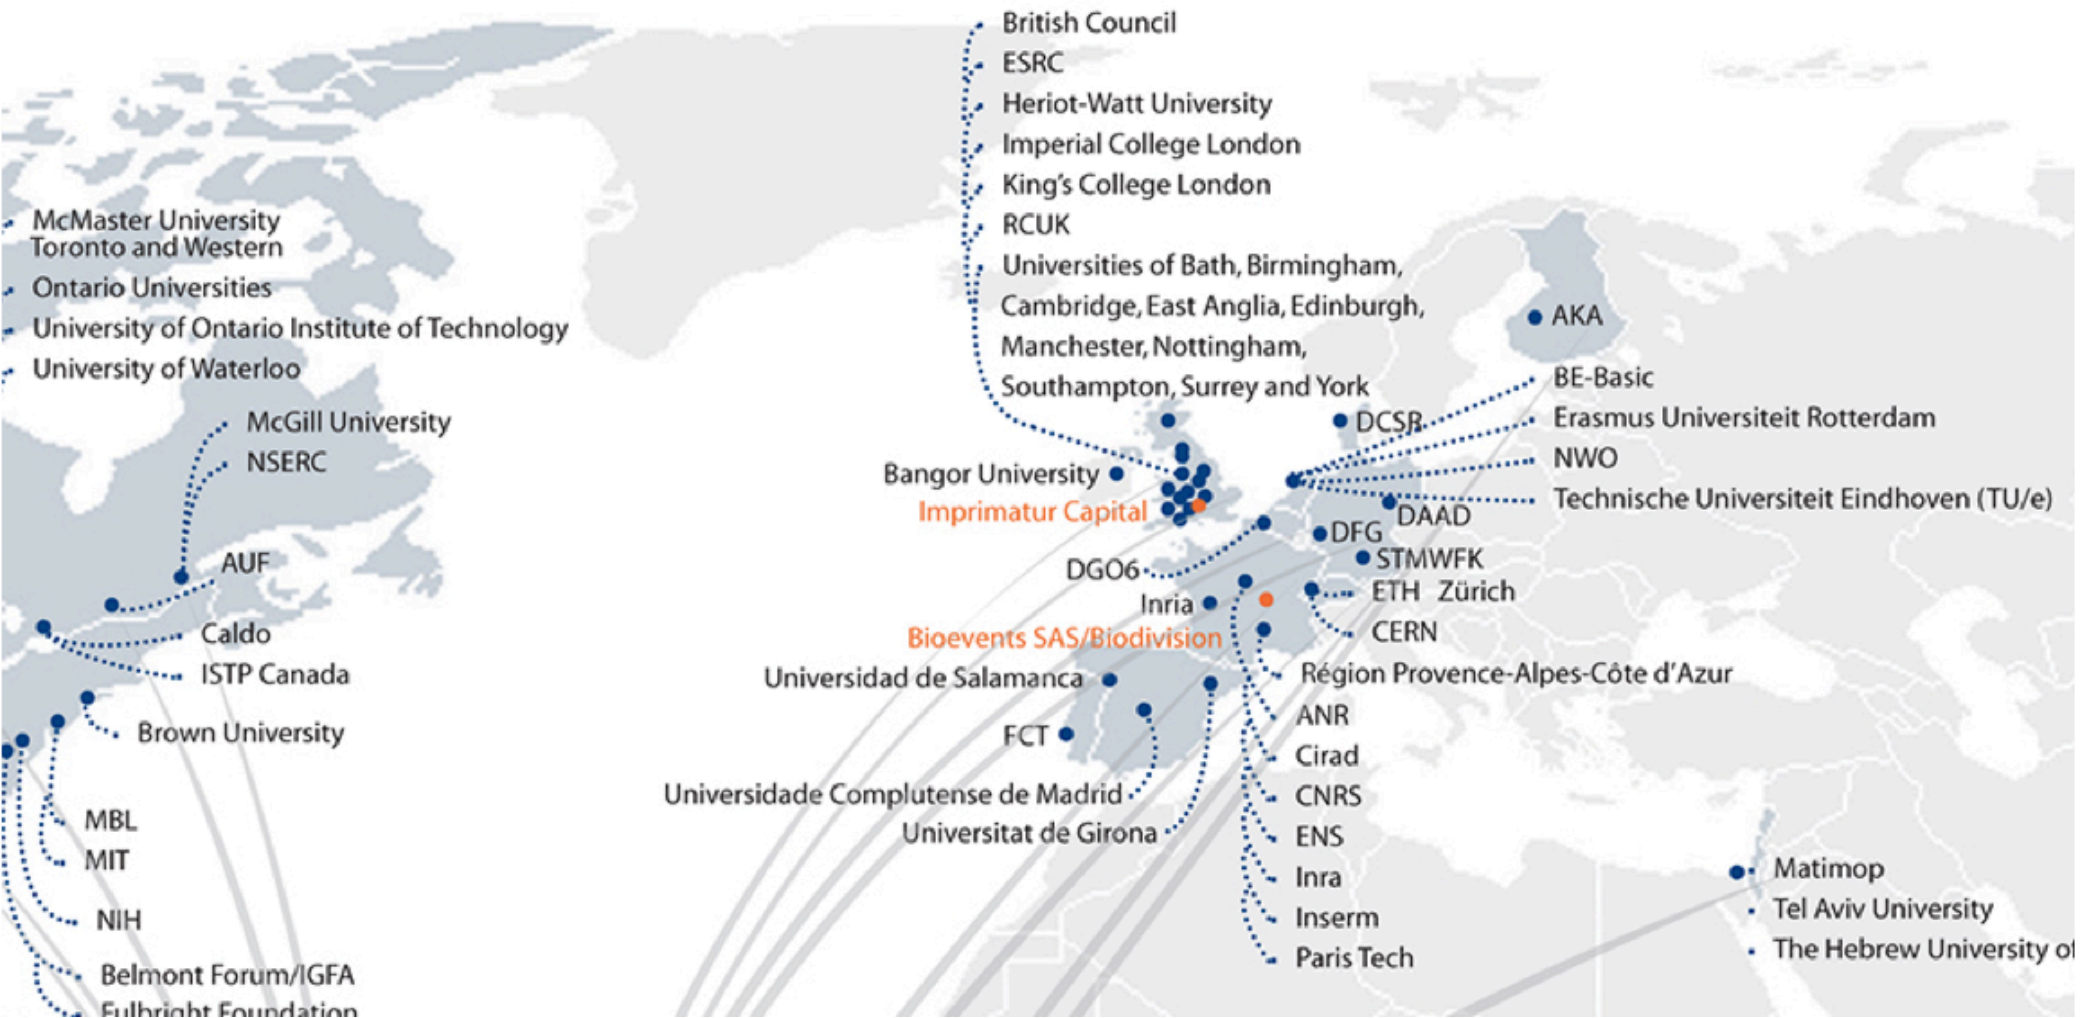 British Council
ESRC
Heriot-Watt University
Imperial College London
King's College London
RCUK
Universities of Bath, Birmingham,
Cambridge, East Anglia, Edinburgh,
Manchester, Nottingham,
Southampton, Surrey and York
McMaster University
Toronto and Western
Ontario Universities
University of Ontario Institute of Technology
University of Waterloo
McGill University
NSERC
AUF
Caldo
ISTP Canada
Brown University
MBL
MIT
NIH
Belmont Forum/IGFA
Fulbright Foundation
Bangor University
Imprimatur Capital
DGO6
Inria
Bioevents SAS/Biodivision
Universidad de Salamanca
FCT
Universidade Complutense de Madrid
Universitat de Girona
AKA
DCSR
BE-Basic
Erasmus Universiteit Rotterdam
NWO
Technische Universiteit Eindhoven (TU/e)
DAAD
DFG
STMWFK
ETH Zürich
CERN
Région Provence-Alpes-Côte d'Azur
ANR
Cirad
CNRS
ENS
Inra
Inserm
Paris Tech
Matimop
Tel Aviv University
The Hebrew University of